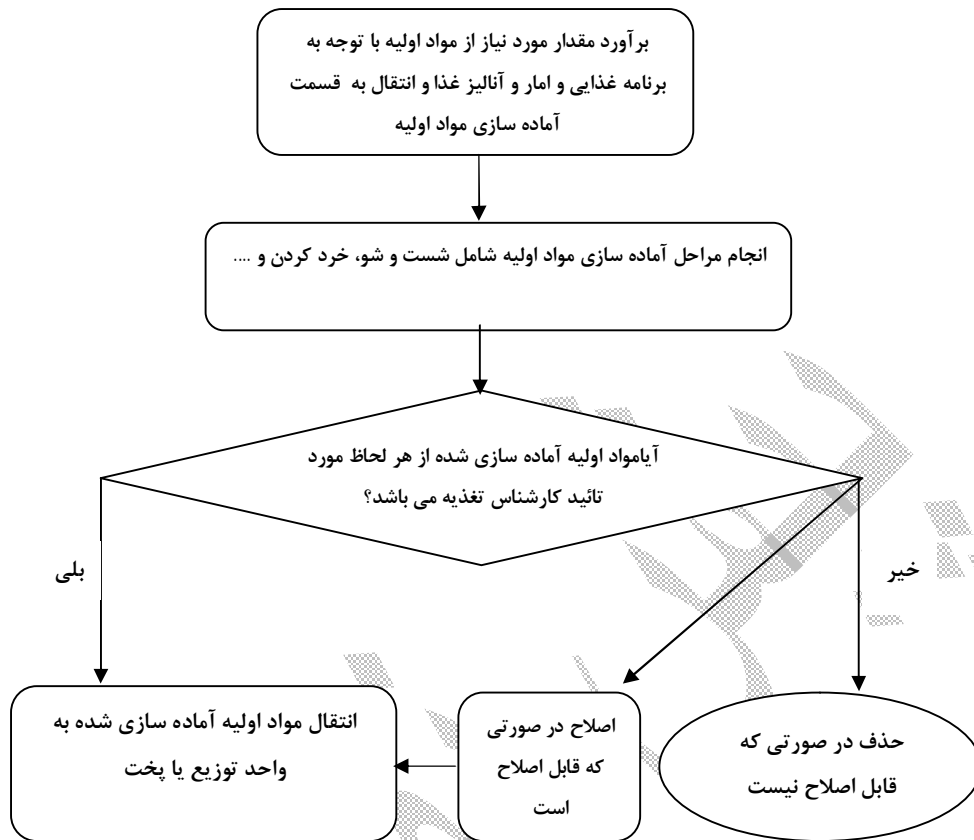 برآورد مقدار مورد نیاز از مواد اولیه با توجه به
برنامه غذایی و امار و آنالیز غذا و انتقال به قسمت
آماده سازی مواد اولیه
انجام مراحل آماده سازی مواد اولیه شامل شست و شو، خرد کردن و ....
آیامواد اولیه آماده سازی شده از هر لحاظ مورد
تائید کارشناس تغذیه می باشد؟
خیر
بلی
حذف در صورتی که
قابل اصلاح نیست
اصلاح در صورتی
که قابل اصلاح
است
انتقال مواد اولیه آماده سازی شده به
واحد توزیع یا پخت